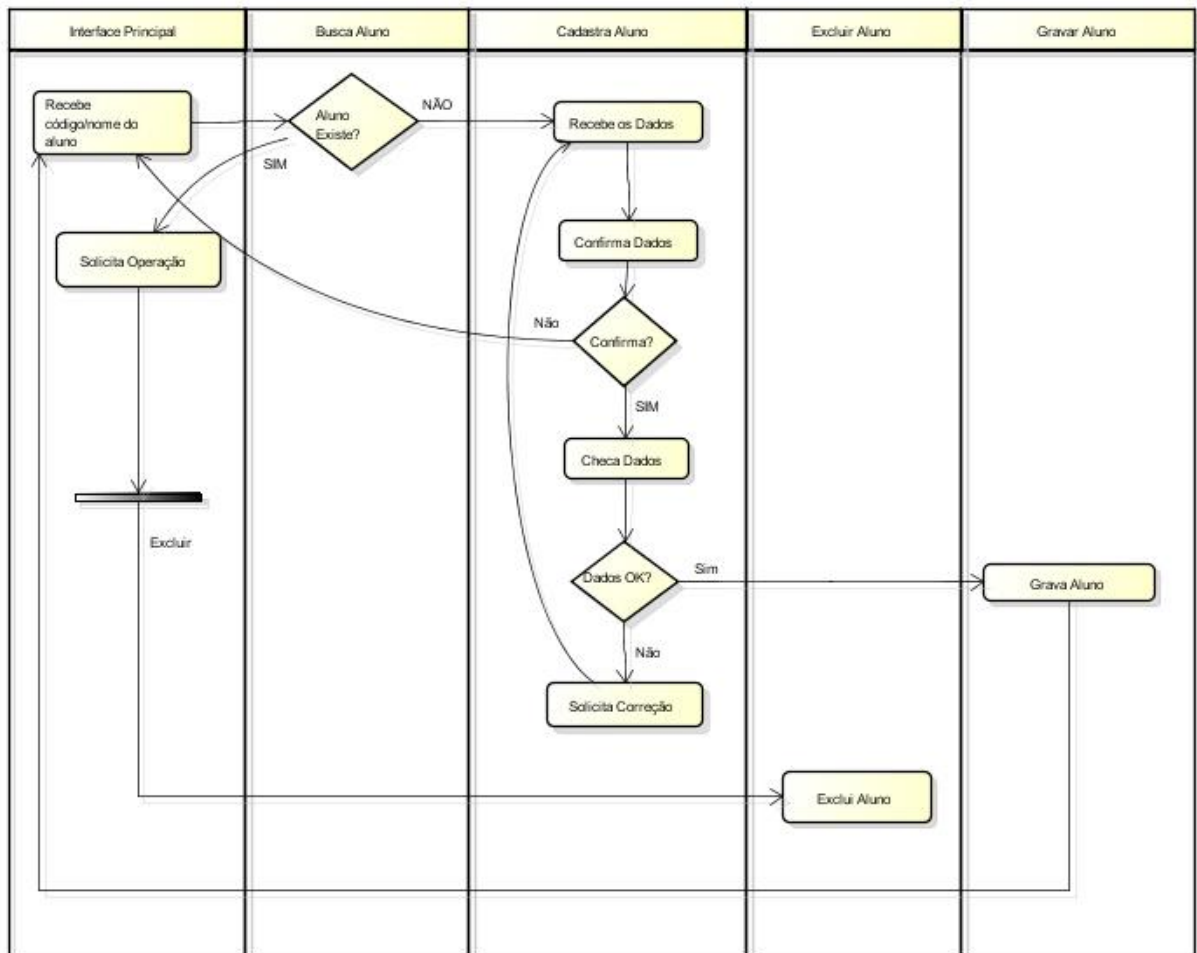 Interface Principal
Busca Aluno
Cadastra Aluno
Excluir Aluno
Gravar Aluno
Recebe
código/nome do
aluno
Aluno
Existe?
NÃO
Recebe os Dados
SIM
Solicita Operação
Confirma Dados
Não
Confirma?
SIM
Checa Dados
Excluir
Dados OK?
Sim
Grava Aluno
Não
Solicita Correção
Exclui Aluno